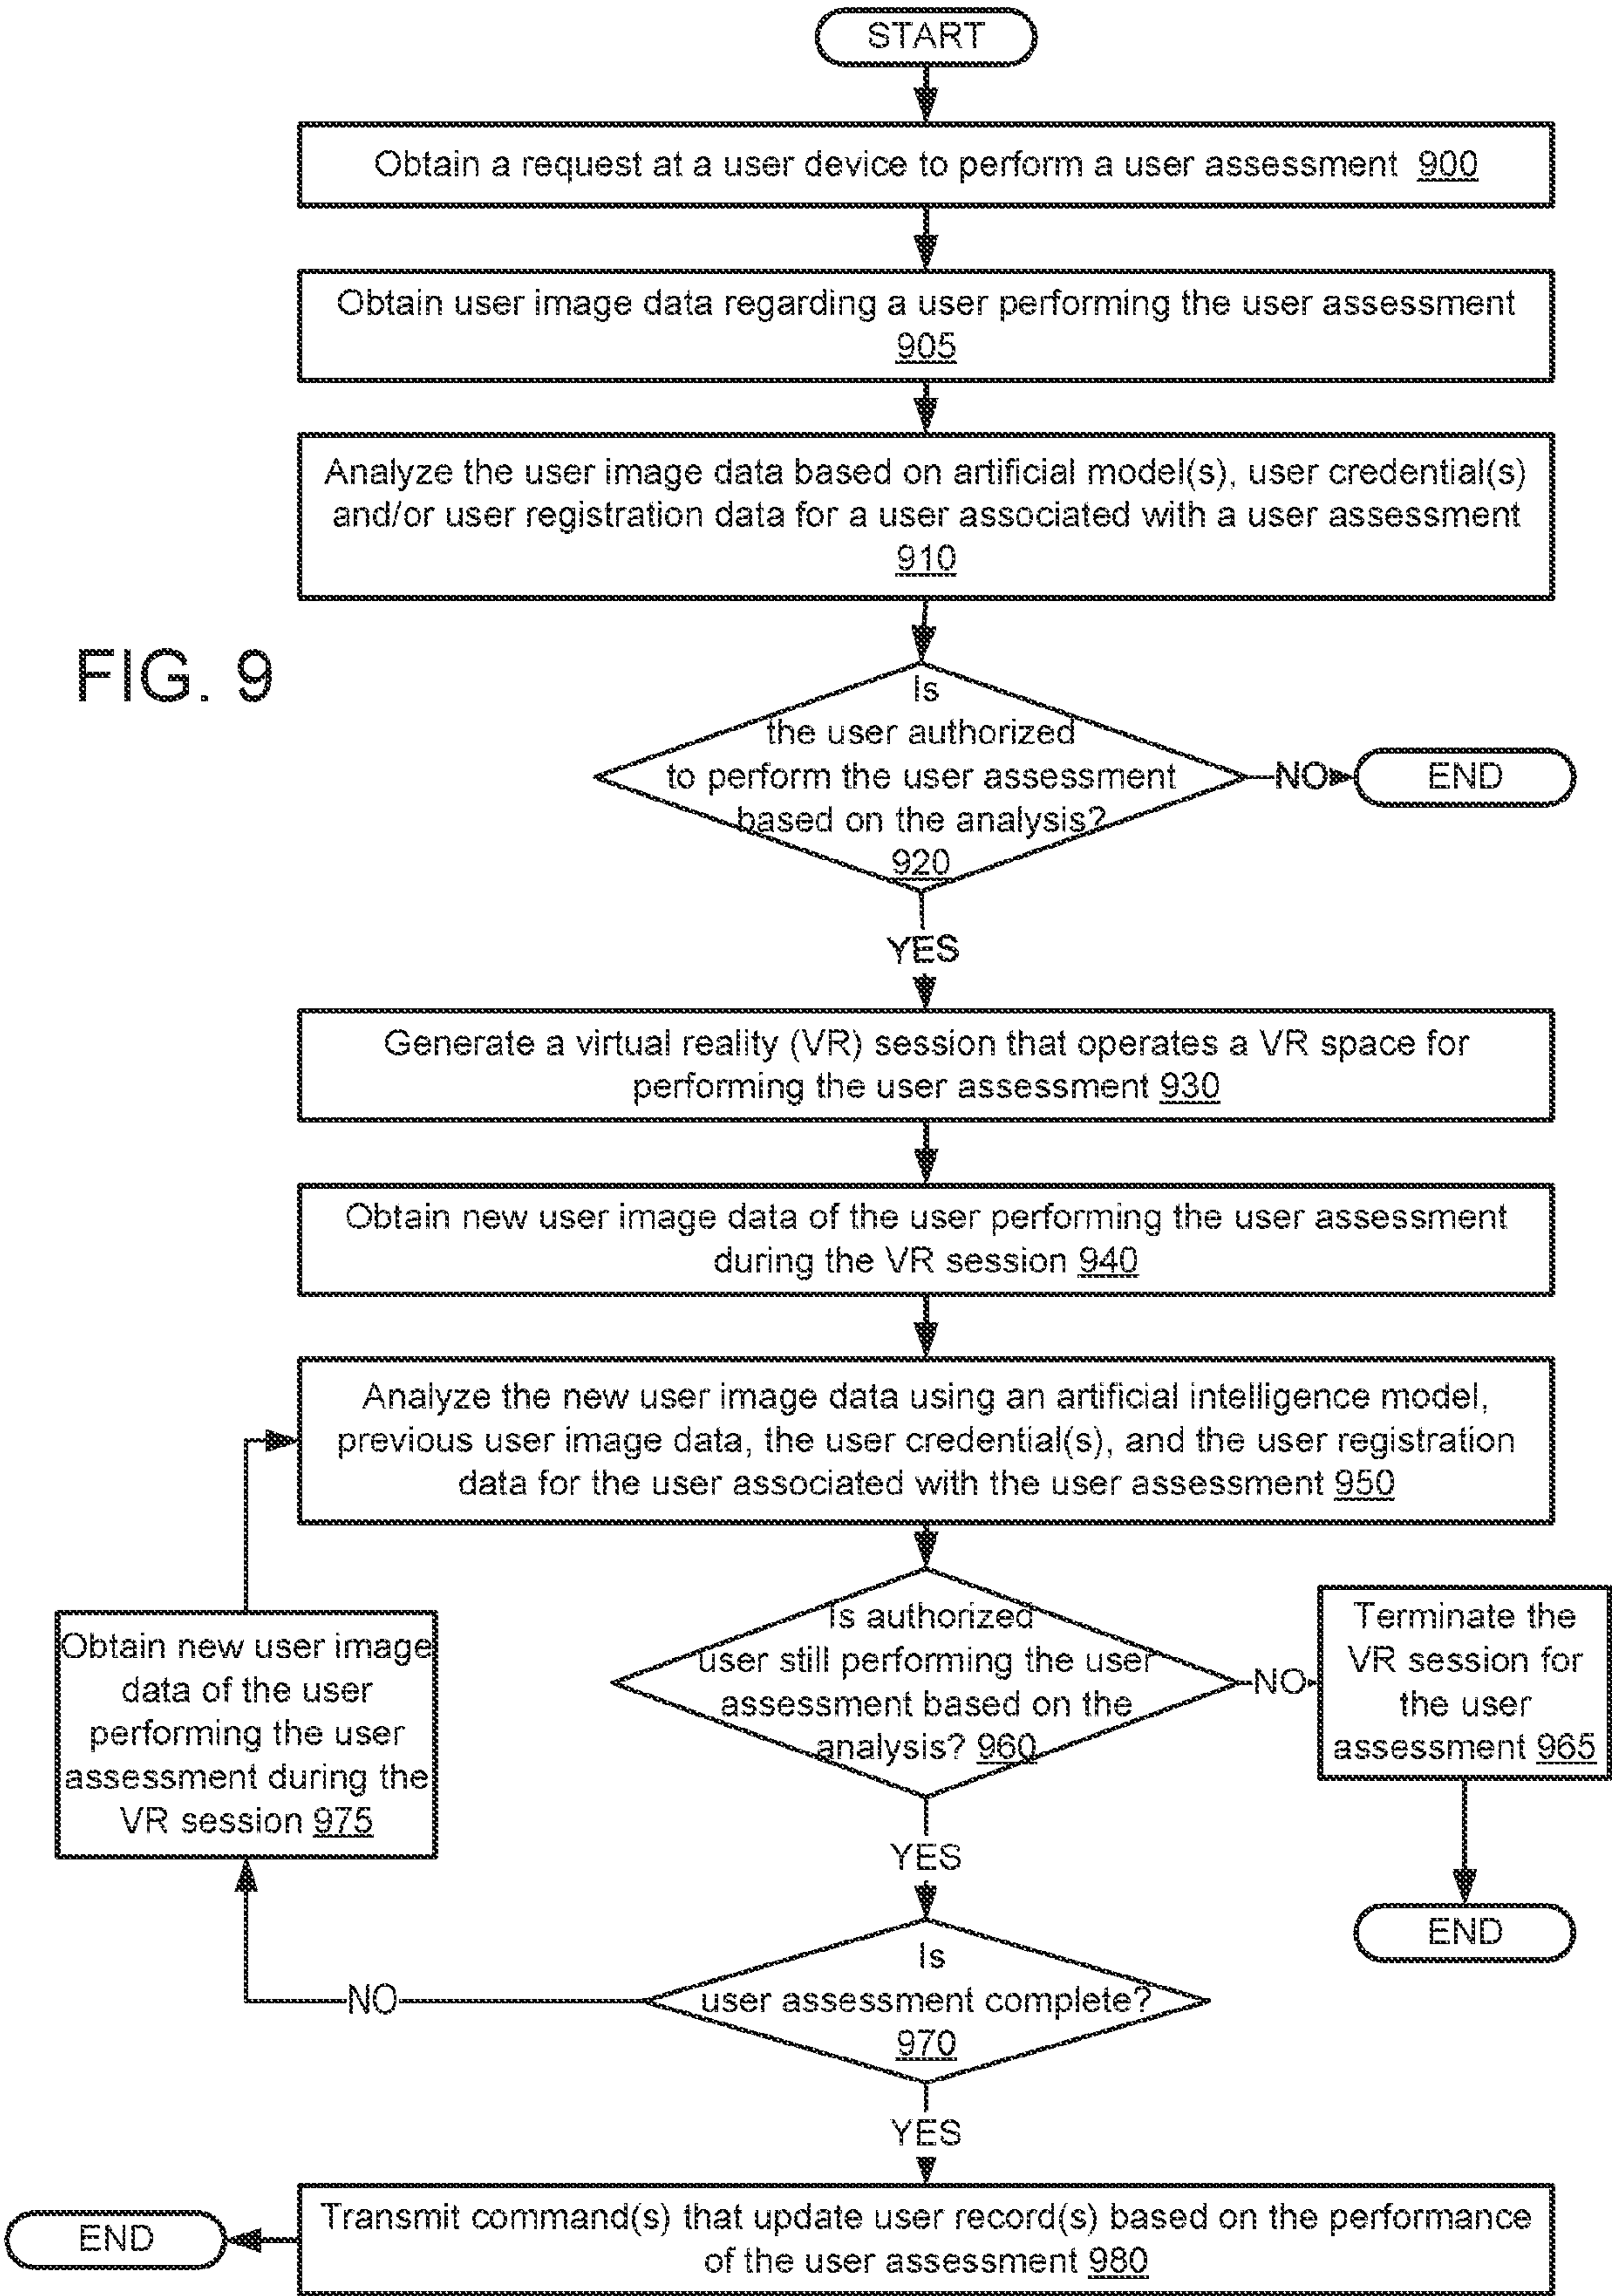 START
Obtain a request at a user device to perform a user assessment 900
Obtain user image data regarding a user performing the user assessment
905
Analyze the user image data based on artificial model(s), user credential(s)
and/or user registration data for a user associated with a user assessment
910
FIG. 9
Is
the user authorized
to perform the user assessment
based on the analysis?
920
NO
END
YES
Generate a virtual reality (VR) session that operates a VR space for
performing the user assessment 930
Obtain new user image data of the user performing the user assessment
during the VR session 940
Analyze the new user image data using an artificial intelligence model,
previous user image data, the user credential(s), and the user registration
data for the user associated with the user assessment 950
Is authorized
user still performing the user
assessment based on the
analysis? 960
NO
Terminate the
VR session for
the user
assessment 965
END
Obtain new user image
data of the user
performing the user
assessment during the
VR session 975
YES
Is
user assessment complete?
970
NO
YES
Transmit command(s) that update user record(s) based on the performance
of the user assessment 980
END